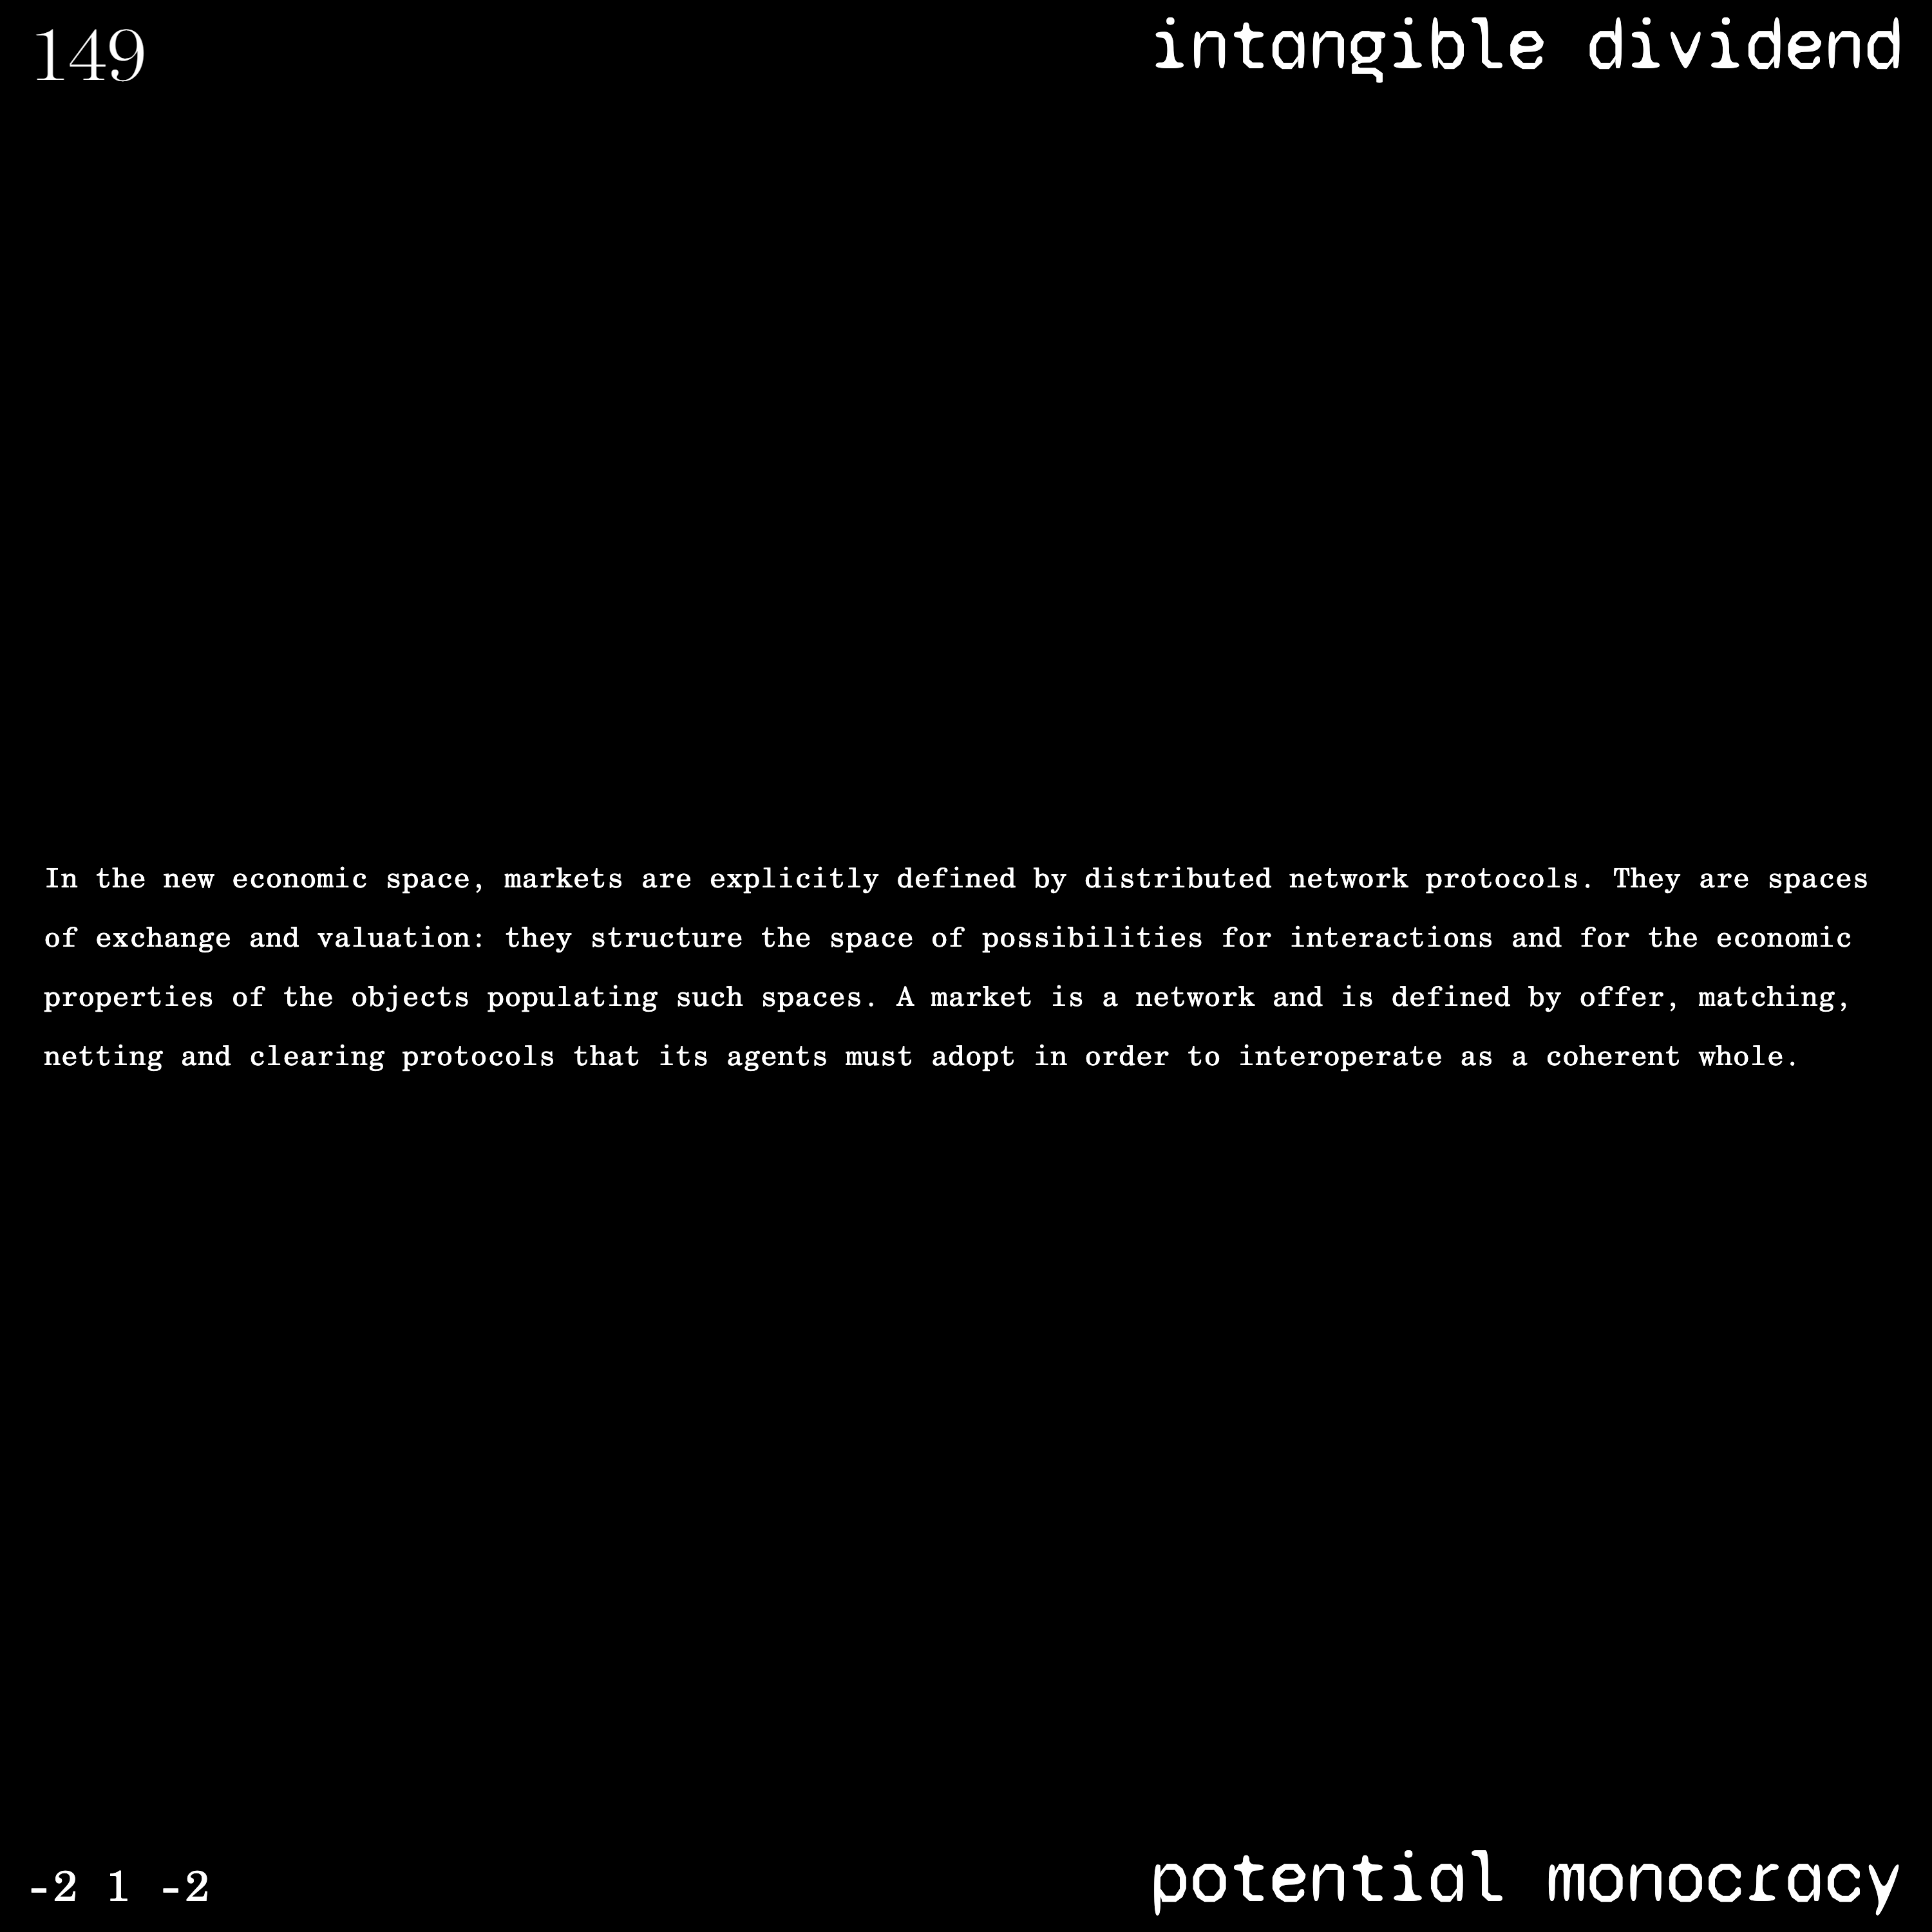 149
intangible dividend
In the new economic space, markets are explicitly defined by distributed network protocols. They are spaces
of exchange and valuation: they structure the space of possibilities for interactions and for the economic
properties of the objects populating such spaces. A market is a network and is defined by offer, matching,
netting and clearing protocols that its agents must adopt in order to interoperate as a coherent whole.
-2 1 -2
potential monocracy